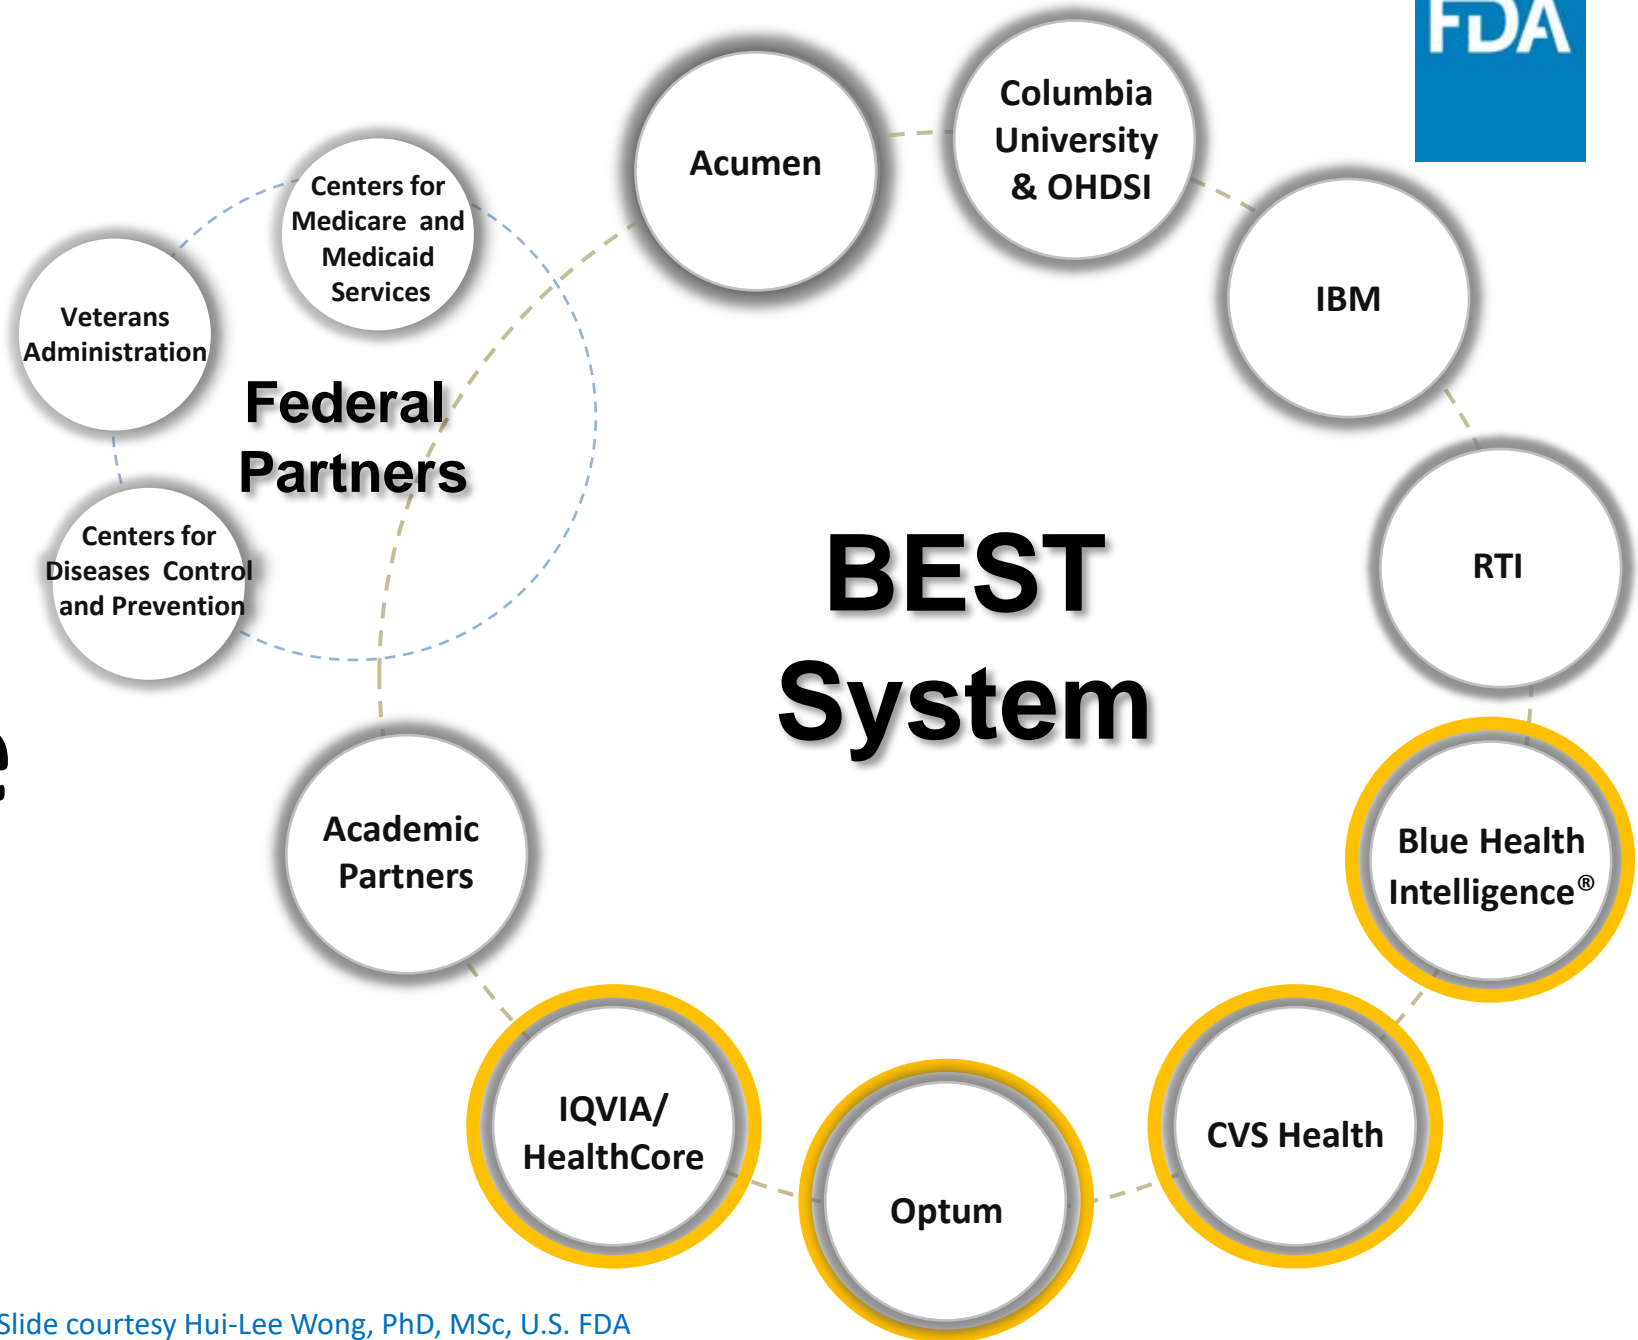 FDA
Columbia
University
& OHDSI
Acumen
Centers for
Medicare and
Medicaid
Services
IBM
Veterans
Administration
Federal
Partners
Centers for
Diseases Control
and Prevention
BEST
System
RTI
e
Academic
Partners
Blue Health
Intelligence®
IQVIA/
HealthCore
CVS Health
Optum
Slide courtesy Hui-Lee Wong, PhD, MSc, U.S. FDA